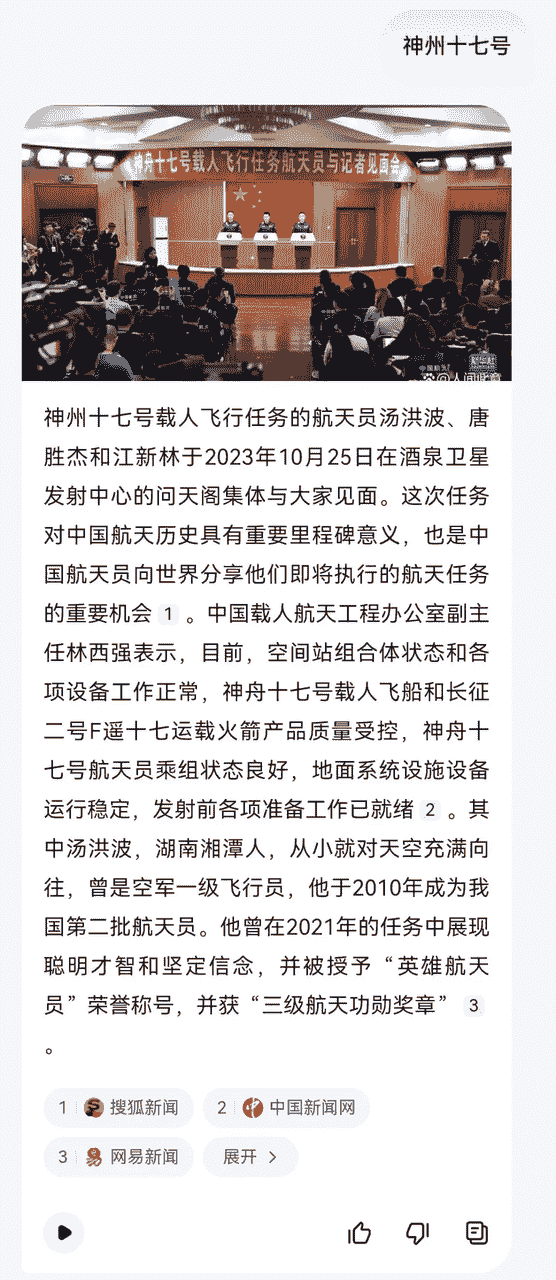 神州十七号
神舟十七号载人飞行任务航天员与记者见面会
神舟十七号载人飞行任务的航天员汤洪波、唐
胜杰和江新林于2023年10月25日在酒泉卫星
发射中心的问天阁集体与大家见面。这次任务
对中国航天历史具有重要里程碑意义，也是中
国航天员向世界分享他们即将执行的航天任务
的重要机会 1 。中国载人航天工程办公室副主
任林西强表示，目前，空间站组合体状态和各
项设备工作正常，神舟十七号载人飞船和长征
二号F遥十七运载火箭产品质量受控，神舟十
七号航天员乘组状态良好，地面系统设施设备
运行稳定，发射前各项准备工作已就绪 2 。其
中汤洪波，湖南湘潭人，从小就对天空充满向
往，曾是空军一级飞行员，他于2010年成为我
国第二批航天员。他曾在2021年的任务中展现
聪明才智和坚定信念，并被授予“英雄航天
员”荣誉称号，并获“三级航天功勋奖章” 3
。
1 搜狐新闻 2 中国新闻网
3 网易新闻 展开